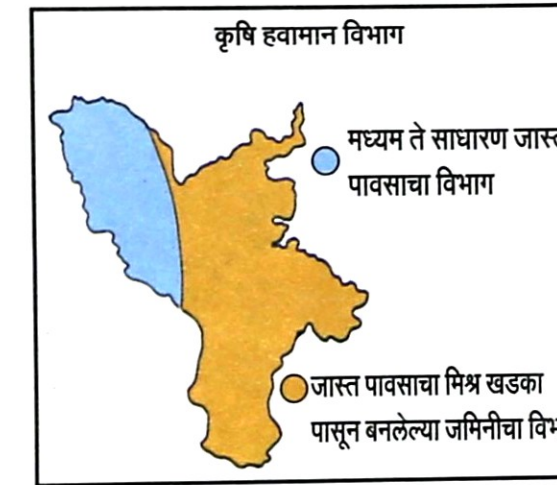 कृषि हवामान विभाग
मध्यम ते साधारण जास्त
पावसाचा विभाग
जास्त पावसाचा मिश्र खडका
पासून बनलेल्या जमिनीचा